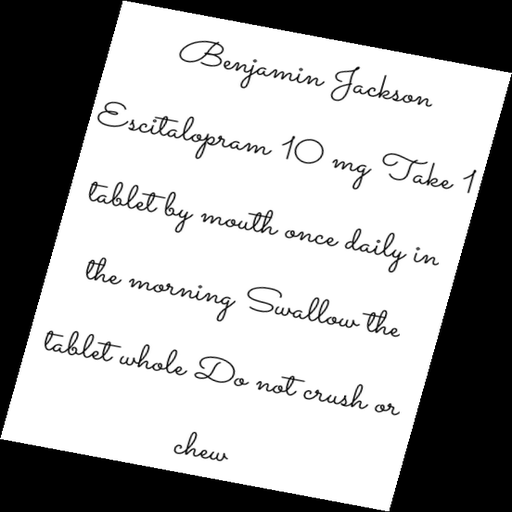 Benjamin Jackson
Escitalopram 10 mg Take 1
tablet by mouth once daily in
the morning Swallow the
tablet whole Do not crush or
chew